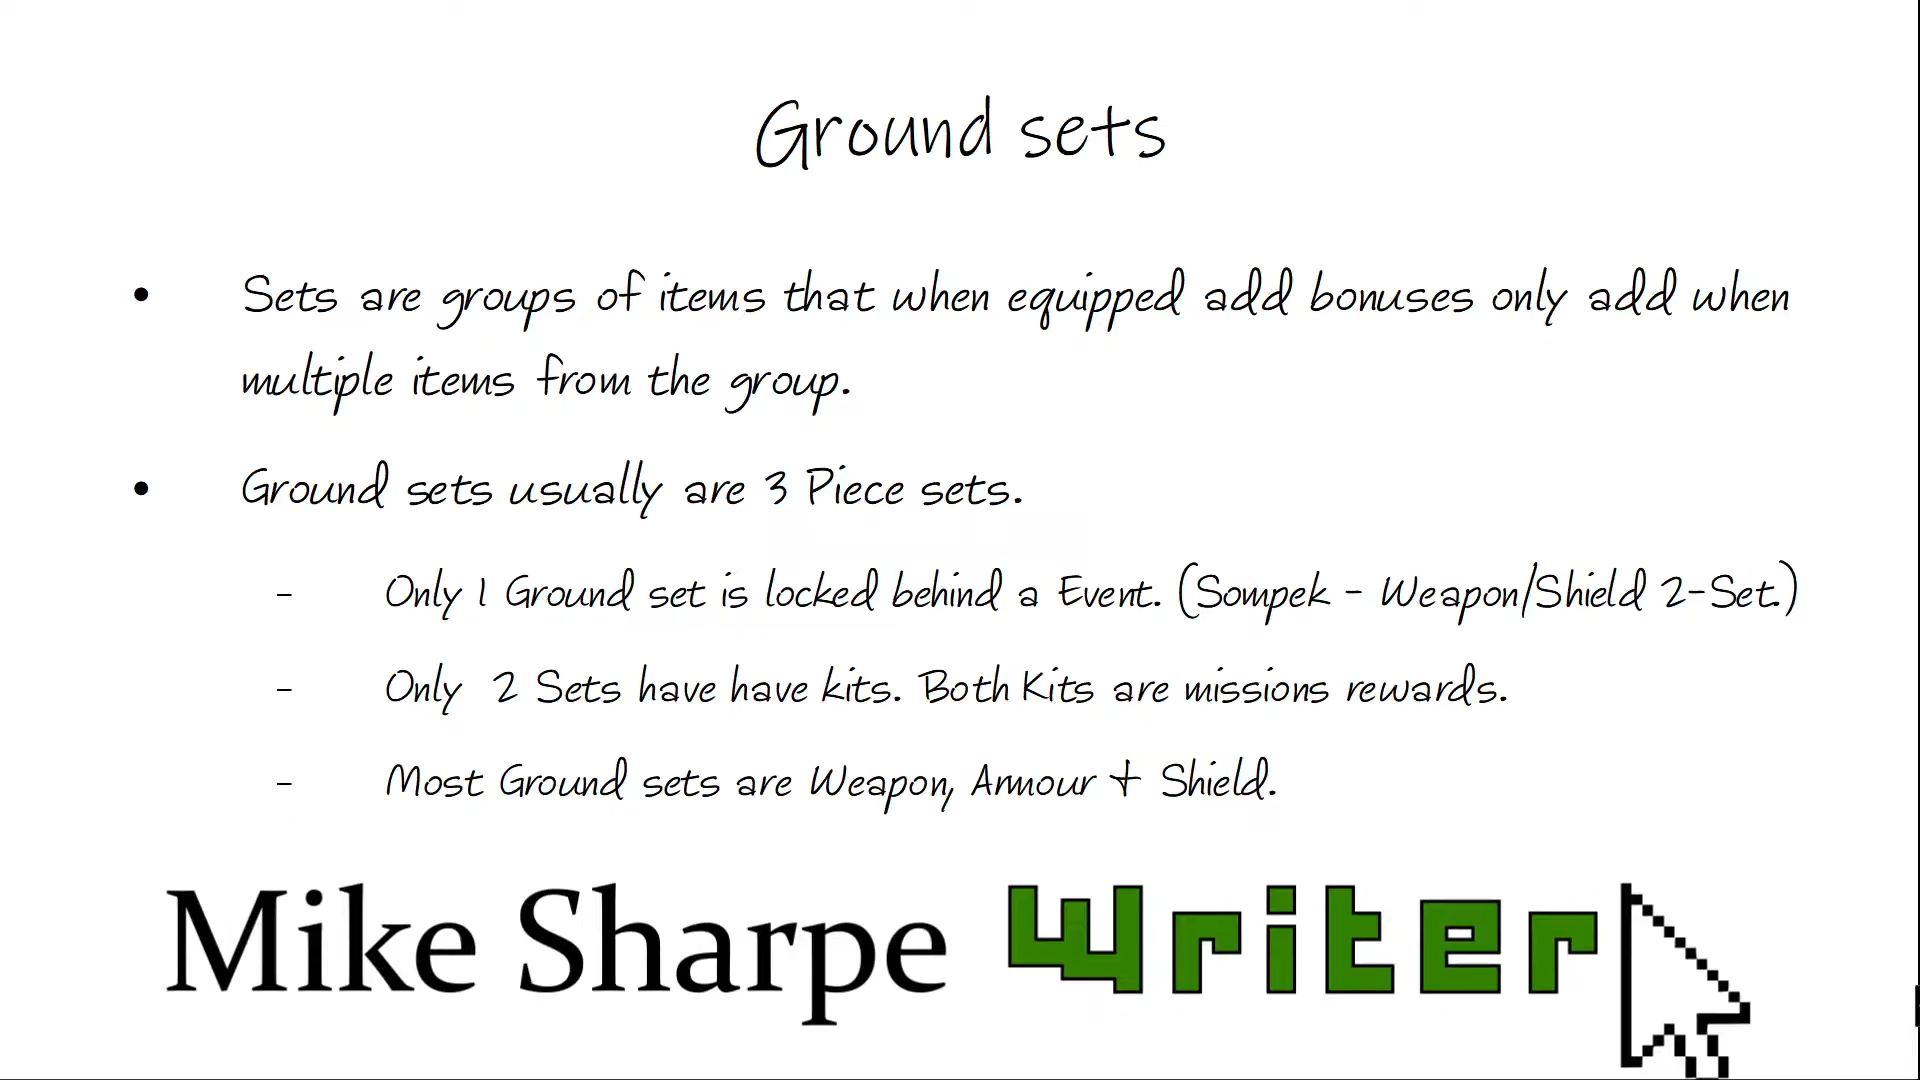 Ground sets
• Sets are groups of items that when equipped add bonuses only add when
multiple items from the group.
• Ground sets usually are 3 Piece sets.
- Only 1 Ground set is locked behind a Event. (Sompek - Weapon/Shield 2-Set.)
- Only 2 Sets have have kits. Both Kits are missions rewards.
- Most Ground sets are Weapon, Armour + Shield.
Mike Sharpe Writer